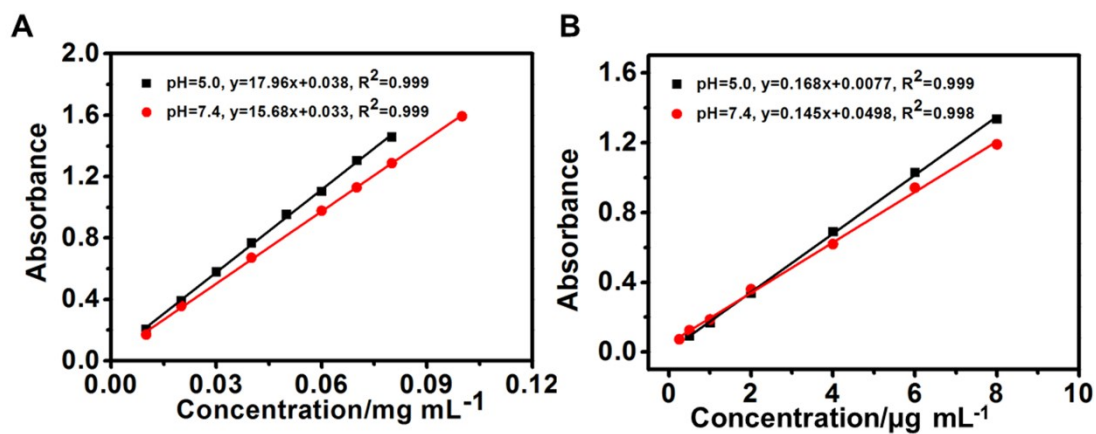 A
2.0
1.6
1.2
0.8
0.4
0.0
Absorbance
pH=5.0, y=17.96x+0.038, R²=0.999
pH=7.4, y=15.68x+0.033, R²=0.999
0.00 0.03 0.06 0.09 0.12
Concentration/mg mL⁻¹
B
1.6
1.2
0.8
0.4
0.0
Absorbance
pH=5.0, y=0.168x+0.0077, R²=0.999
pH=7.4, y=0.145x+0.0498, R²=0.998
0 2 4 6 8 10
Concentration/μg mL⁻¹